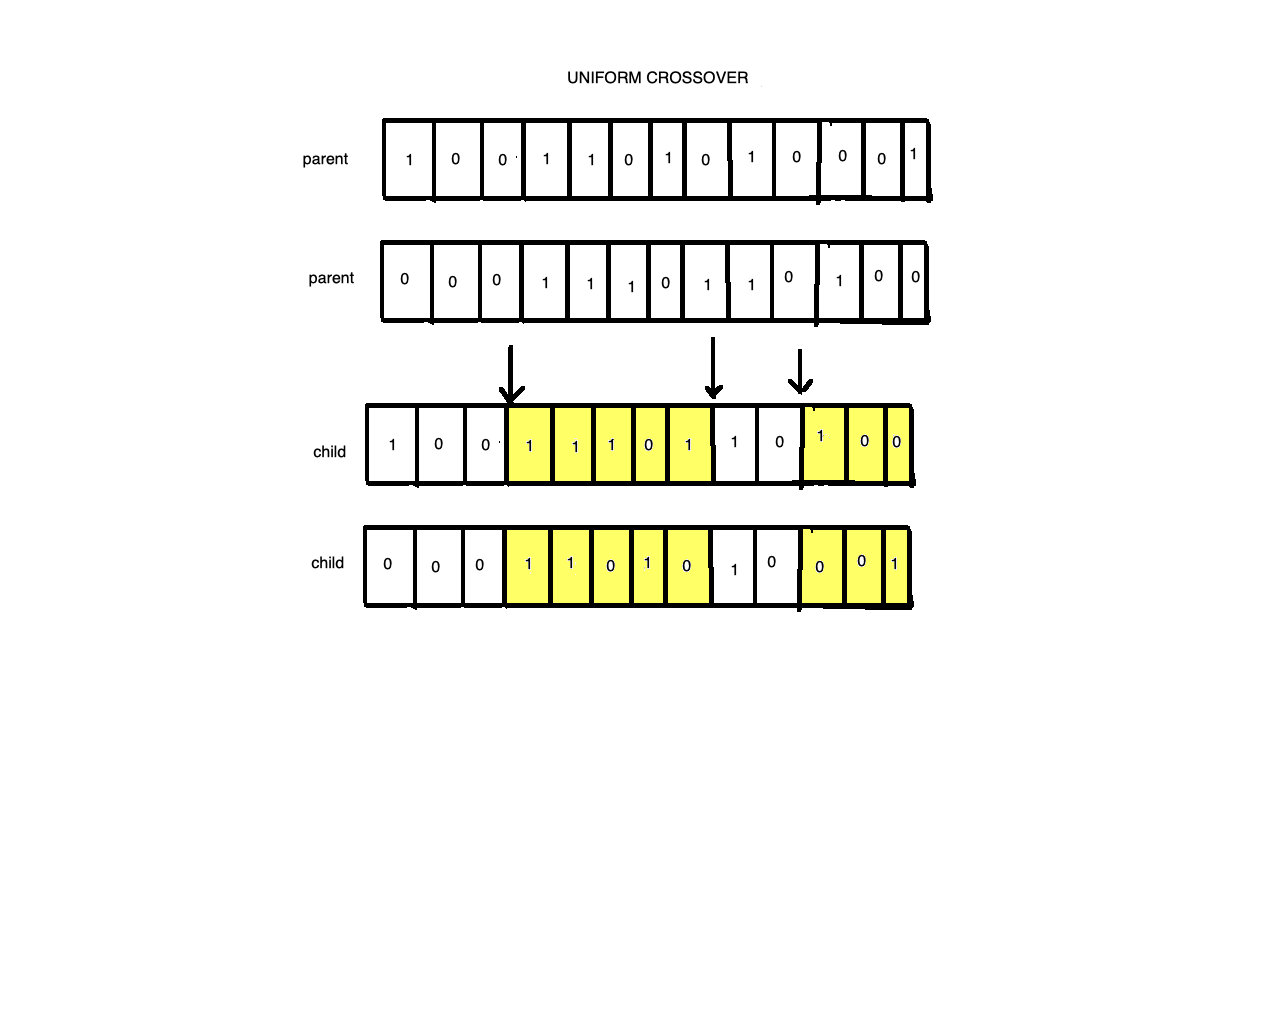 UNIFORM CROSSOVER
parent 1 0 0 1 1 0 1 0 1 0 0 0 1
parent 0 0 0 1 1 1 0 1 1 0 1 0 0
child 1 0 0 1 1 1 0 1 1 0 1 0 0
child 0 0 0 1 1 0 1 0 1 0 0 0 1